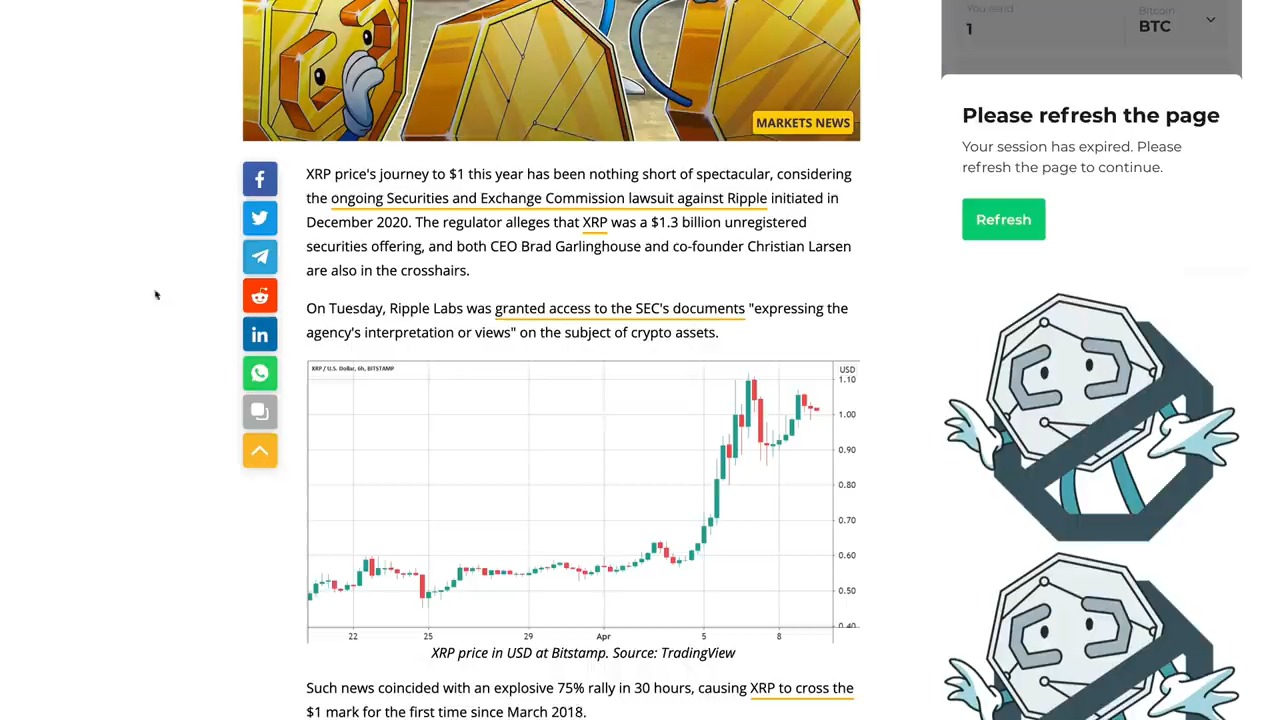 You send
1
Bitcoin
BTC
Please refresh the page
Your session has expired. Please
refresh the page to continue.
Refresh
MARKETS NEWS
XRP price's journey to $1 this year has been nothing short of spectacular, considering
the ongoing Securities and Exchange Commission lawsuit against Ripple initiated in
December 2020. The regulator alleges that XRP was a $1.3 billion unregistered
securities offering, and both CEO Brad Garlinghouse and co-founder Christian Larsen
are also in the crosshairs.
On Tuesday, Ripple Labs was granted access to the SEC's documents "expressing the
agency's interpretation or views" on the subject of crypto assets.
XRP / U.S. Dollar, 6h, BITSTAMP
USD
1.10
1.00
0.90
0.80
0.70
0.60
0.50
0.40
22 25 29 Apr 5 8
XRP price in USD at Bitstamp. Source: TradingView
Such news coincided with an explosive 75% rally in 30 hours, causing XRP to cross the
$1 mark for the first time since March 2018.